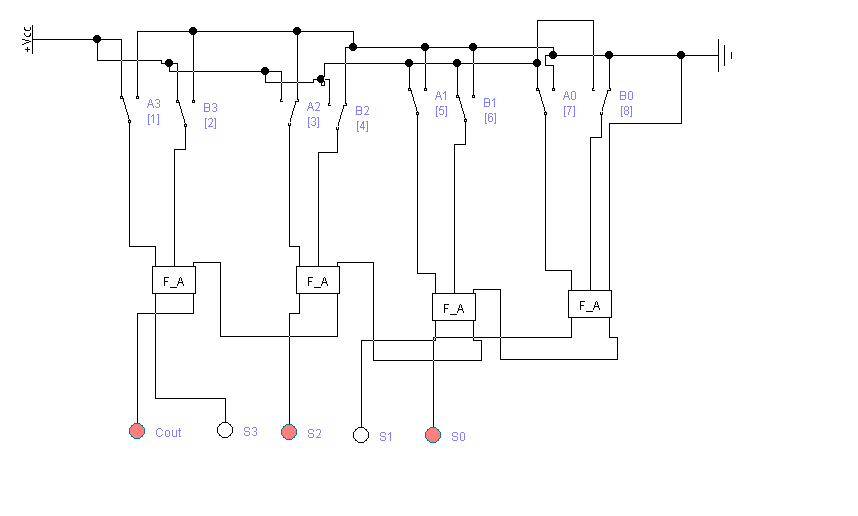 +Vcc
A3
[1]
B3
[2]
A2
[3]
B2
[4]
A1
[5]
B1
[6]
A0
[7]
B0
[8]
F_A
F_A
F_A
F_A
Cout
S3
S2
S1
S0